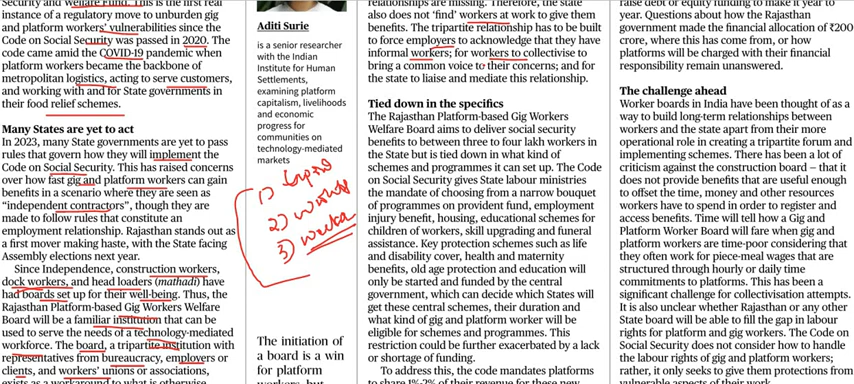 Security and Welfare Fund. This is the first real
instance of a regulatory move to unburden gig
and platform workers' vulnerabilities since the
Code on Social Security was passed in 2020. The
code came amid the COVID-19 pandemic when
platform workers became the backbone of
metropolitan logistics, acting to serve customers,
and working with and for State governments in
their food relief schemes.
Many States are yet to act
In 2023, many State governments are yet to pass
rules that govern how they will implement the
Code on Social Security. This has raised concerns
over how fast gig and platform workers can gain
benefits in a scenario where they are seen as
"independent contractors", though they are
made to follow rules that constitute an
employment relationship. Rajasthan stands out as
a first mover making haste, with the State facing
Assembly elections next year.
Since Independence, construction workers,
dock workers, and head loaders (mathadi) have
had boards set up for their well-being. Thus, the
Rajasthan Platform-based Gig Workers Welfare
Board will be a familiar institution that can be
used to serve the needs of a technology-mediated
workforce. The board, a tripartite institution with
representatives from bureaucracy, employers or
clients, and workers' unions or associations,
exists as a workaround to what is otherwise
Aditi Surie
is a senior researcher
with the Indian
Institute for Human
Settlements,
examining platform
capitalism, livelihoods
and economic
progress for
communities on
technology-mediated
markets
1)
2)
3)
The initiation of
a board is a win
for platform
workers, but
relationships are missing. Therefore, the state
also does not 'find' workers at work to give them
benefits. The tripartite relationship has to be built
to force employers to acknowledge that they have
informal workers; for workers to collectivise to
bring a common voice to their concerns; and for
the state to liaise and mediate this relationship.
Tied down in the specifics
The Rajasthan Platform-based Gig Workers
Welfare Board aims to deliver social security
benefits to between three to four lakh workers in
the State but is tied down in what kind of
schemes and programmes it can set up. The Code
on Social Security gives State labour ministries
the mandate of choosing from a narrow bouquet
of programmes on provident fund, employment
injury benefit, housing, educational schemes for
children of workers, skill upgrading and funeral
assistance. Key protection schemes such as life
and disability cover, health and maternity
benefits, old age protection and education will
only be started and funded by the central
government, which can decide which States will
get these central schemes, their duration and
what kind of gig and platform worker will be
eligible for schemes and programmes. This
restriction could be further exacerbated by a lack
or shortage of funding.
To address this, the code mandates platforms
to share 1%-2% of their revenue for these new
raise debt or equity funding to make it year to
year. Questions about how the Rajasthan
government made the financial allocation of ₹200
crore, where this has come from, or how
platforms will be charged with their financial
responsibility remain unanswered.
The challenge ahead
Worker boards in India have been thought of as a
way to build long-term relationships between
workers and the state apart from their more
operational role in creating a tripartite forum and
implementing schemes. There has been a lot of
criticism against the construction board – that it
does not provide benefits that are useful enough
to offset the time, money and other resources
workers have to spend in order to register and
access benefits. Time will tell how a Gig and
Platform Worker Board will fare when gig and
platform workers are time-poor considering that
they often work for piece-meal wages that are
structured through hourly or daily time
commitments to platforms. This has been a
significant challenge for collectivisation attempts.
It is also unclear whether Rajasthan or any other
State board will be able to fill the gap in labour
rights for platform and gig workers. The Code on
Social Security does not consider how to handle
the labour rights of gig and platform workers;
rather, it only seeks to give them protections from
vulnerable aspects of their work